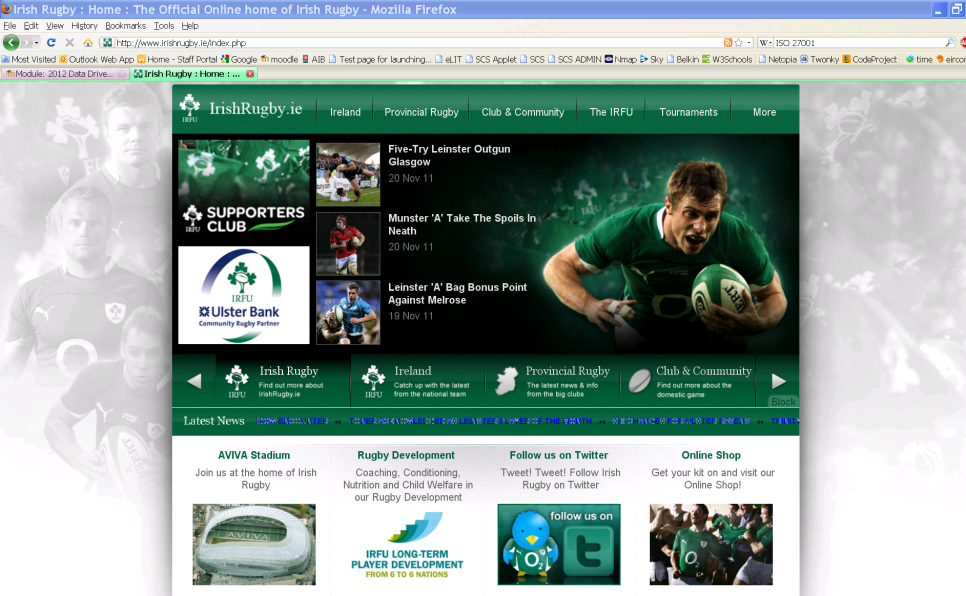 Irish Rugby : Home : The Official Online home of Irish Rugby - Mozilla Firefox
File Edit View History Bookmarks Tools Help
http://www.irishrugby.ie/index.php
W ISO 27001
Most Visited Outlook Web App Home - Staff Portal Google moodle AIB Test page for launching... eLIT SCS Applet SCS SCS ADMIN Nmap Sky Belkin W3Schools Netopia Twonky CodeProject time eircom
Module: 2012 Data Drive... Irish Rugby : Home : ...
IRFU
IrishRugby.ie
Ireland Provincial Rugby Club & Community The IRFU Tournaments More
IRFU
SUPPORTERS
CLUB
IRFU
Ulster Bank
Community Rugby Partner
Five-Try Leinster Outgun
Glasgow
20 Nov 11
Munster 'A' Take The Spoils In
Neath
20 Nov 11
Leinster 'A' Bag Bonus Point
Against Melrose
19 Nov 11
IRFU
Irish Rugby
Find out more about
IrishRugby.ie
IRFU
Ireland
Catch up with the latest
from the national team
Provincial Rugby
The latest news & info
from the big clubs
Club & Community
Find out more about the
domestic game
Block
Latest News
AVIVA Stadium
Join us at the home of Irish
Rugby
AVIVA
Rugby Development
Coaching, Conditioning,
Nutrition and Child Welfare in
our Rugby Development
IRFU LONG-TERM
PLAYER DEVELOPMENT
FROM 6 TO 6 NATIONS
Follow us on Twitter
Tweet! Tweet! Follow Irish
Rugby on Twitter
follow us on
O2
t
Online Shop
Get your kit on and visit our
Online Shop!